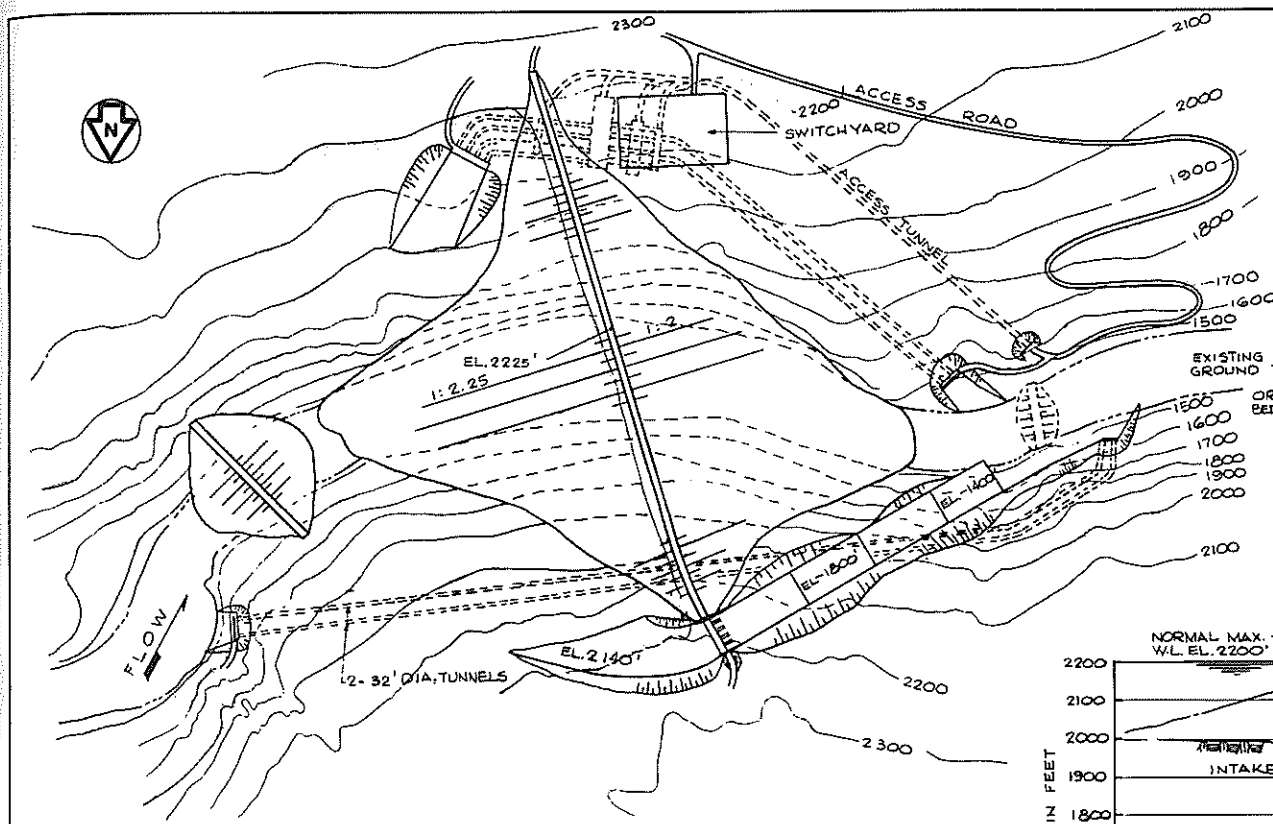 2300
2100
N
2200
ACCESS ROAD
SWITCHYARD
2000
ACCESS TUNNEL
1900
1800
1700
1600
1500
EL. 2225'
1:2
1:2.25
EXISTING
GROUND
1500
1600
1700
1800
1900
2000
EL-1400
EL-1800
2100
FLOW
EL. 2140'
2-32' DIA, TUNNELS
2200
2300
NORMAL MAX.
W.L. EL. 2200'
2200
2100
2000
INTAKE
1900
1800
IN FEET